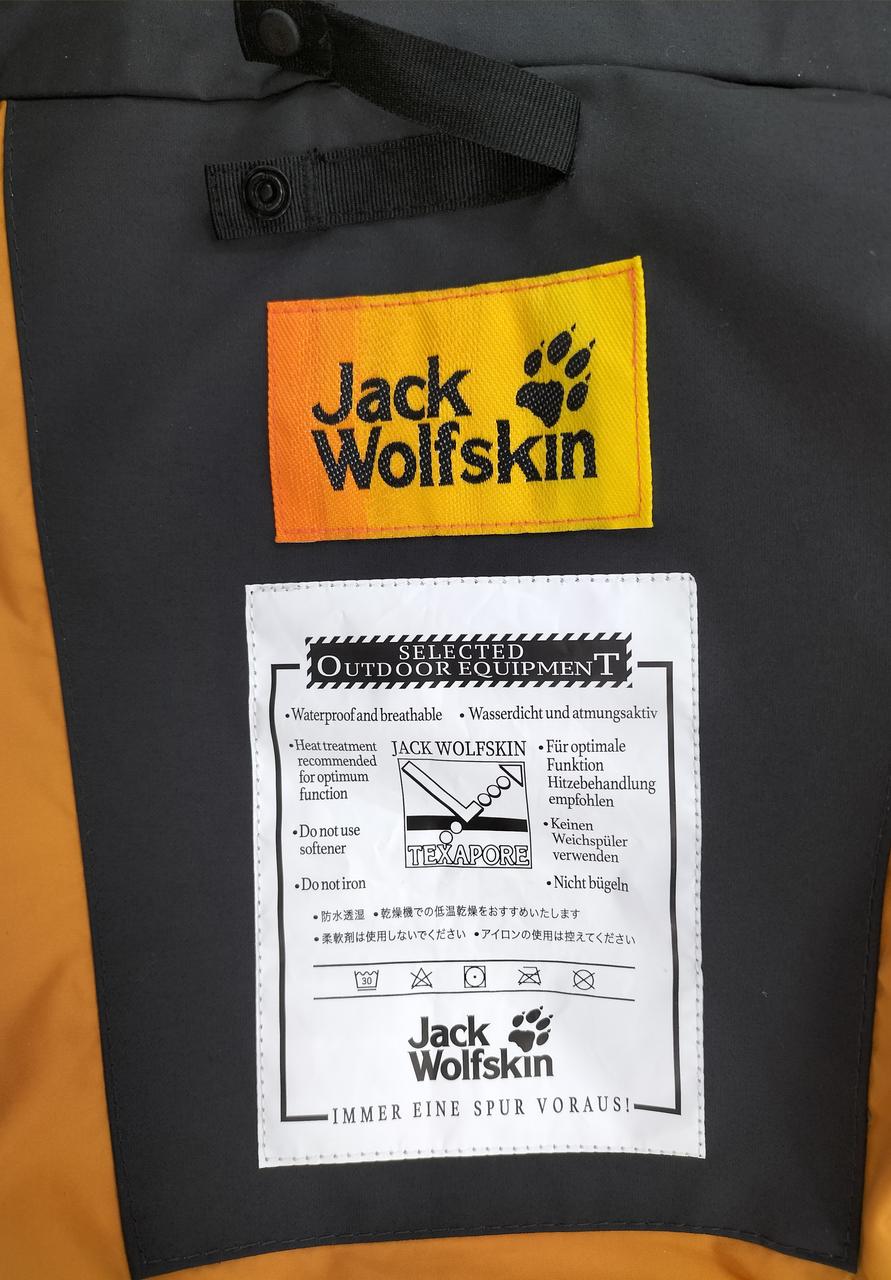 Jack
Wolfskin
SELECTED
OUTDOOR EQUIPMENT
• Waterproof and breathable • Wasserdicht und atmungsaktiv
• Heat treatment
recommended
for optimum
function
• Do not use
softener
• Do not iron
JACK WOLFSKIN
TEXAPORE
• Für optimale
Funktion
Hitzebehandlung
empfohlen
• Keinen
Weichspüler
verwenden
• Nicht bügeln
• 防水透湿 • 乾燥機での低温乾燥をおすすめいたします
• 柔軟剤は使用しないでください • アイロンの使用は控えてください
30
Jack
Wolfskin
IMMER EINE SPUR VORAUS!